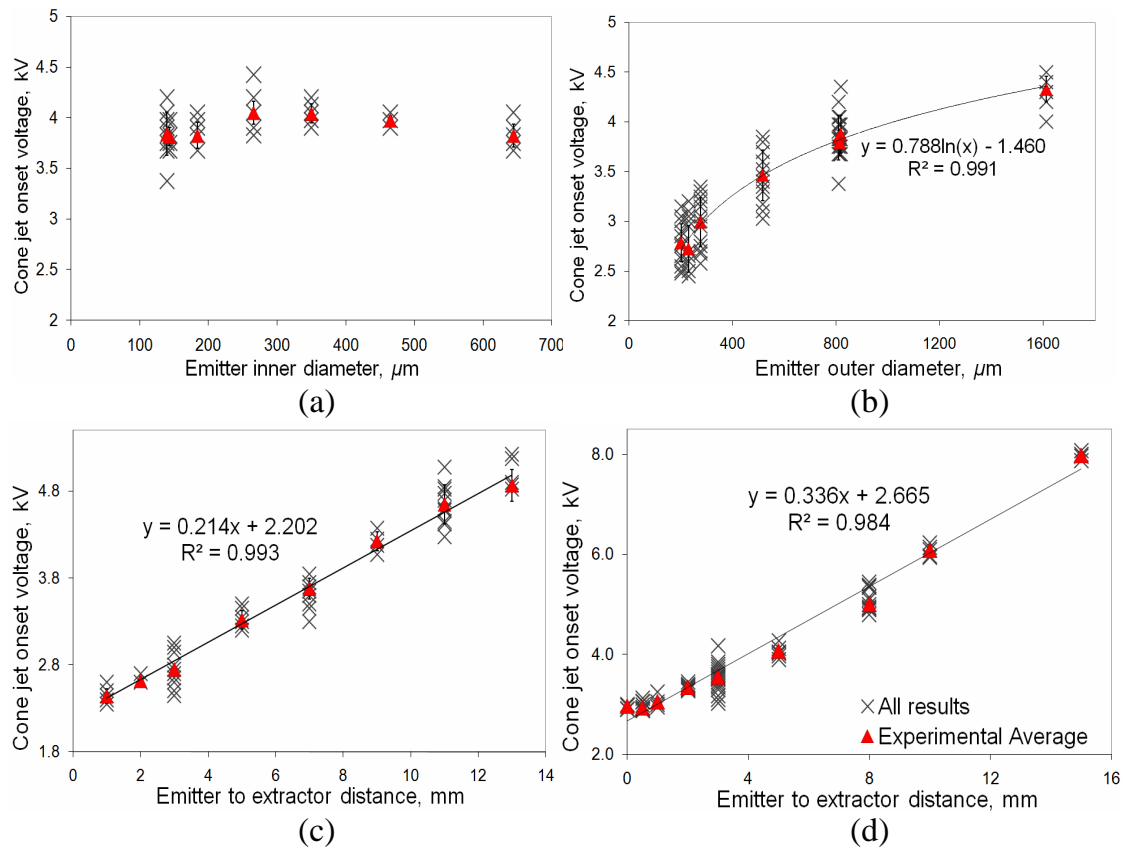 5
4.5
4
3.5
3
2.5
2
Cone jet onset voltage, kV
0 100 200 300 400 500 600 700
Emitter inner diameter, µm
(a)
5
4.5
4
3.5
3
2.5
2
Cone jet onset voltage, kV
y = 0.788ln(x) - 1.460
R² = 0.991
0 400 800 1200 1600
Emitter outer diameter, µm
(b)
4.8
3.8
2.8
1.8
Cone jet onset voltage, kV
y = 0.214x + 2.202
R² = 0.993
0 2 4 6 8 10 12 14
Emitter to extractor distance, mm
(c)
8.0
6.0
4.0
2.0
Cone jet onset voltage, kV
y = 0.336x + 2.665
R² = 0.984
All results
Experimental Average
0 4 8 12 16
Emitter to extractor distance, mm
(d)